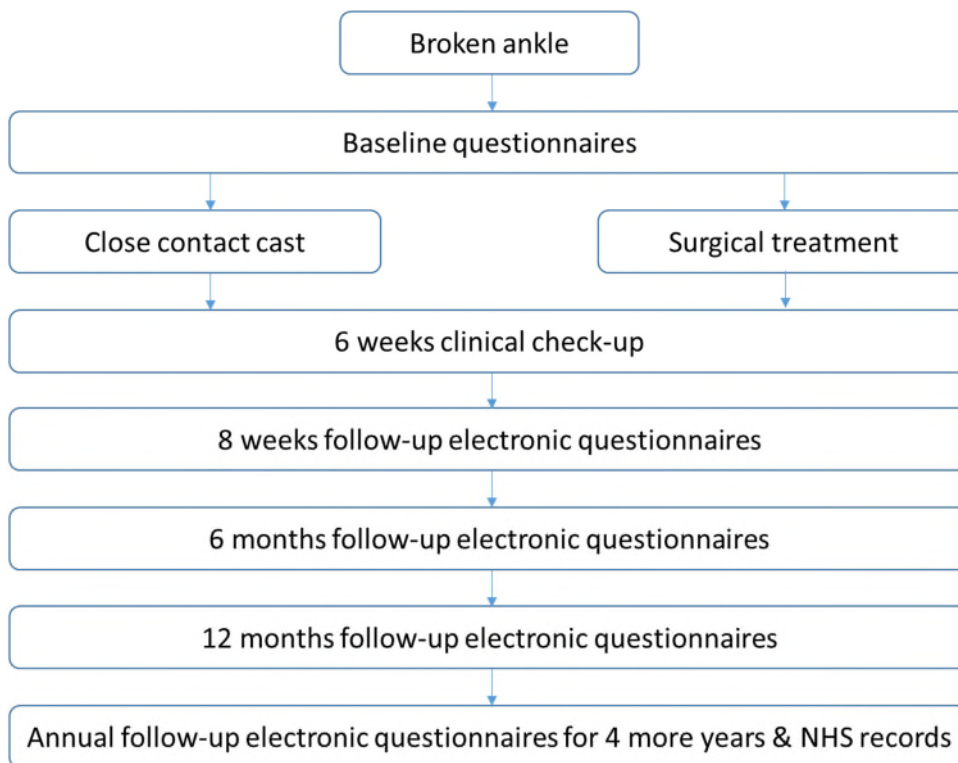 Broken ankle
Baseline questionnaires
Close contact cast
Surgical treatment
6 weeks clinical check-up
8 weeks follow-up electronic questionnaires
6 months follow-up electronic questionnaires
12 months follow-up electronic questionnaires
Annual follow-up electronic questionnaires for 4 more years & NHS records